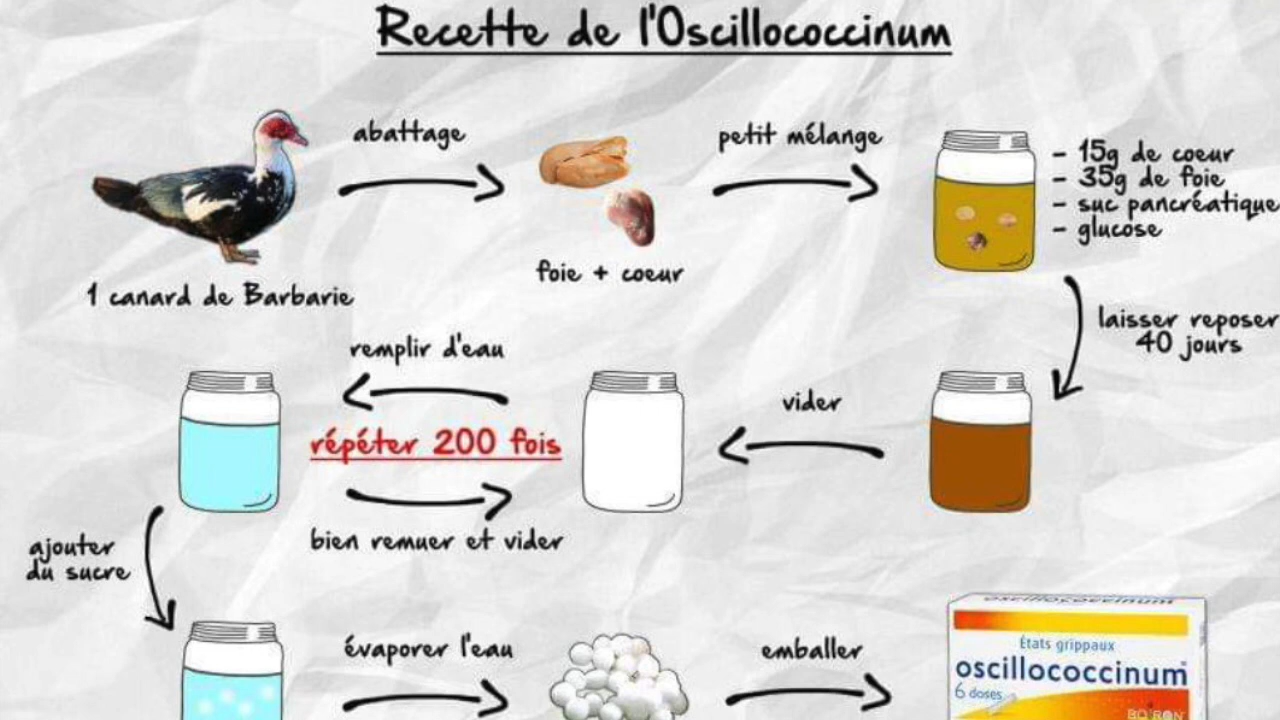 Recette de l'Oscillococcinum
abattage
petit mélange
- 15g de coeur
- 35g de foie
- suc pancréatique
- glucose
foie + coeur
1 canard de Barbarie
laisser reposer
40 jours
remplir d'eau
vider
répéter 200 fois
bien remuer et vider
ajouter
du sucre
évaporer l'eau
emballer
oscillococcinum
États grippaux
oscillococcinum
6 doses
BOIRON